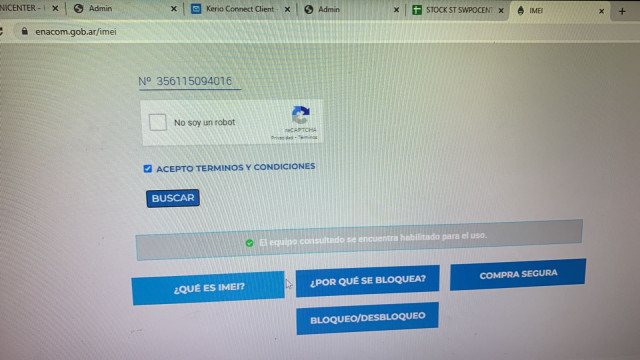 NICENTER -
Admin
Kerio Connect Client -
Admin
STOCK ST SWPOCENT
IMEI
enacom.gob.ar/imei
Nº 356115094016
No soy un robot
reCAPTCHA
Privacidad - Términos
ACEPTO TERMINOS Y CONDICIONES
BUSCAR
El equipo consultado se encuentra habilitado para el uso.
¿QUÉ ES IMEI?
¿POR QUÉ SE BLOQUEA?
COMPRA SEGURA
BLOQUEO/DESBLOQUEO